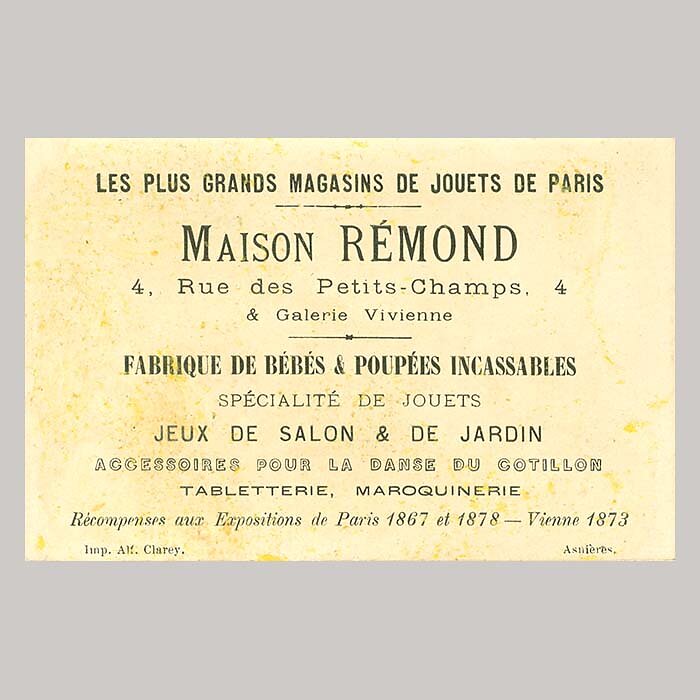 LES PLUS GRANDS MAGASINS DE JOUETS DE PARIS
MAISON RÉMOND
4, Rue des Petits-Champs, 4
& Galerie Vivienne
FABRIQUE DE BÉBÉS & POUPÉES INCASSABLES
SPÉCIALITÉ DE JOUETS
JEUX DE SALON & DE JARDIN
ACCESSOIRES POUR LA DANSE DU COTILLON
TABLETTERIE, MAROQUINERIE
Récompenses aux Expositions de Paris 1867 et 1878 — Vienne 1873
Imp. Alf. Clarey. Asnières.